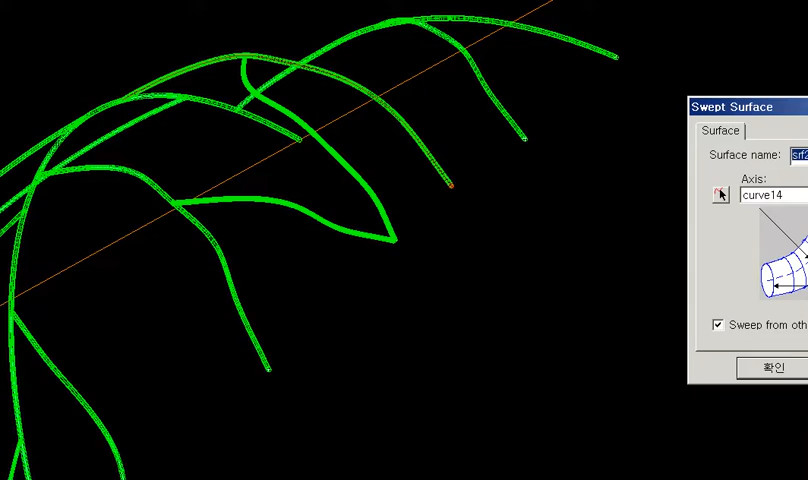 Swept Surface
Surface
Surface name:
Axis:
curve14
Sweep from oth
확인